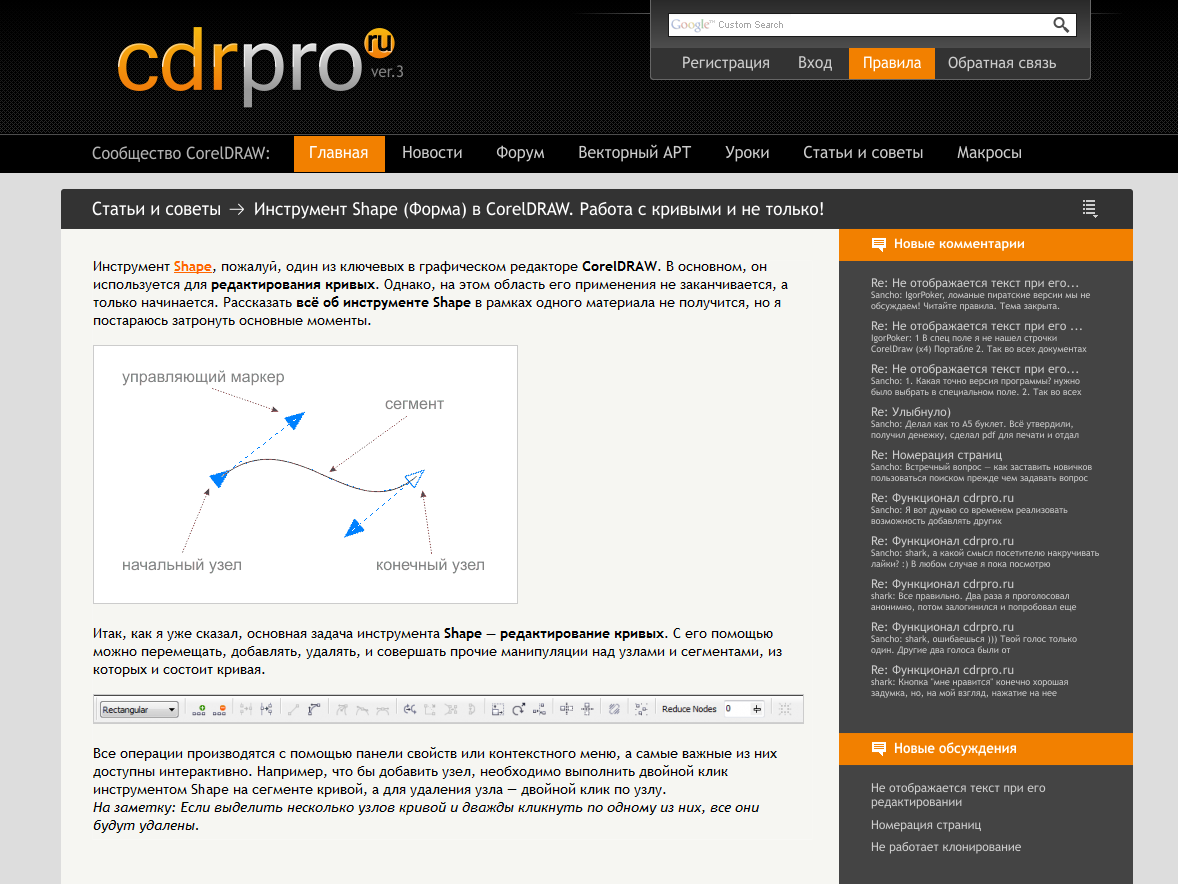 cdrpro ru
ver.3
Google™ Custom Search
Регистрация Вход Правила Обратная связь
Сообщество CorelDRAW: Главная Новости Форум Векторный АРТ Уроки Статьи и советы Макросы
Статьи и советы → Инструмент Shape (Форма) в CorelDRAW. Работа с кривыми и не только!
Инструмент Shape, пожалуй, один из ключевых в графическом редакторе CorelDRAW. В основном, он
используется для редактирования кривых. Однако, на этом область его применения не заканчивается, а
только начинается. Рассказать всё об инструменте Shape в рамках одного материала не получится, но я
постараюсь затронуть основные моменты.
управляющий маркер
сегмент
начальный узел
конечный узел
Итак, как я уже сказал, основная задача инструмента Shape — редактирование кривых. С его помощью
можно перемещать, добавлять, удалять, и совершать прочие манипуляции над узлами и сегментами, из
которых и состоит кривая.
Rectangular Reduce Nodes 0
Все операции производятся с помощью панели свойств или контекстного меню, а самые важные из них
доступны интерактивно. Например, что бы добавить узел, необходимо выполнить двойной клик
инструментом Shape на сегменте кривой, а для удаления узла — двойной клик по узлу.
На заметку: Если выделить несколько узлов кривой и дважды кликнуть по одному из них, все они
будут удалены.
Новые комментарии
Re: Не отображается текст при его...
Sancho: IgorPoker, ломаные пиратские версии мы не
обсуждаем! Читайте правила. Тема закрыта.
Re: Не отображается текст при его ...
IgorPoker: 1 В спец поле я не нашел строчки
CorelDraw (x4) Портабле 2. Так во всех документах
Re: Не отображается текст при его...
Sancho: 1. Какая точно версия программы? нужно
было выбрать в специальном поле. 2. Так во всех
Re: Улыбнуло)
Sancho: Делал как то А5 буклет. Всё утвердили,
получил денежку, сделал pdf для печати и отдал
Re: Номерация страниц
Sancho: Встречный вопрос — как заставить новичков
пользоваться поиском прежде чем задавать вопрос
Re: Функционал cdrpro.ru
Sancho: Я вот думаю со временем реализовать
возможность добавлять других
Re: Функционал cdrpro.ru
Sancho: shark, а какой смысл посетителю накручивать
лайки? :) В любом случае я пока посмотрю
Re: Функционал cdrpro.ru
shark: Все правильно. Два раза я проголосовал
анонимно, потом залогинился и попробовал еще
Re: Функционал cdrpro.ru
Sancho: shark, ошибаешься ))) Твой голос только
один. Другие два голоса были от
Re: Функционал cdrpro.ru
shark: Кнопка "мне нравится" конечно хорошая
задумка, но, на мой взгляд, нажатие на нее
Новые обсуждения
Не отображается текст при его
редактировании
Номерация страниц
Не работает клонирование